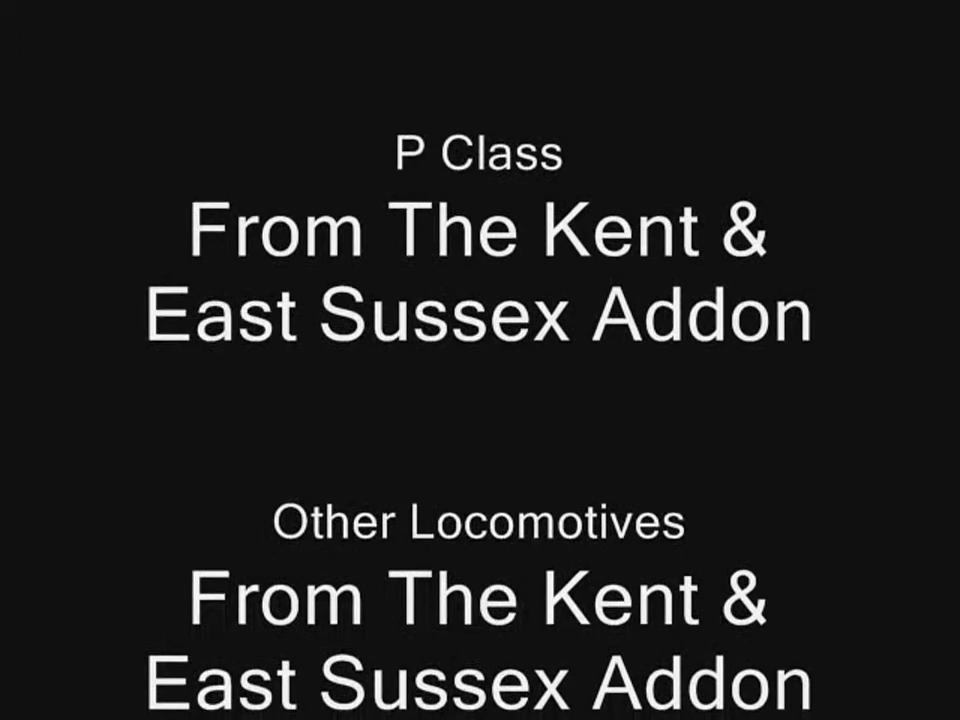 P Class
From The Kent &
East Sussex Addon
Other Locomotives
From The Kent &
East Sussex Addon